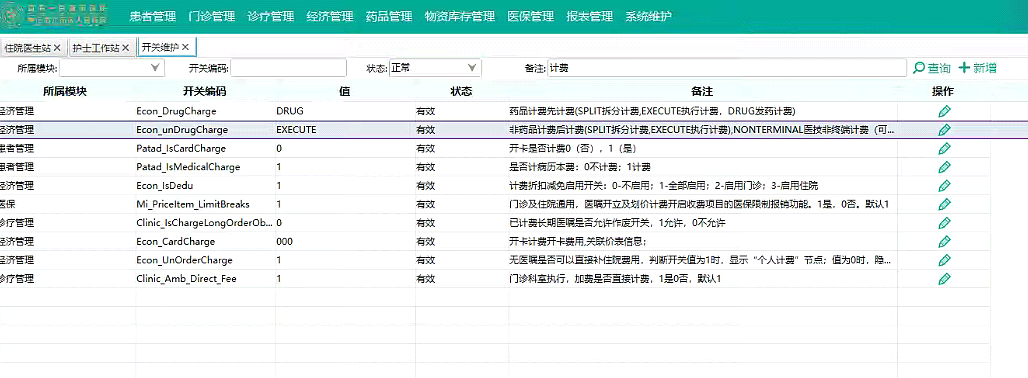 患者管理 门诊管理 诊疗管理 经济管理 药品管理 物资库存管理 医保管理 报表管理 系统维护
住院医生站 × 护士工作站 × 开关维护 ×
所属模块: 开关编码: 状态: 正常 备注: 计费 查询 新增
所属模块 开关编码 值 状态 备注 操作
经济管理 Econ_DrugCharge DRUG 有效 药品计费先计费(SPLIT拆分计费,EXECUTE执行计费，DRUG发药计费)
经济管理 Econ_unDrugCharge EXECUTE 有效 非药品计费后计费(SPLIT拆分计费,EXECUTE执行计费),NONTERMINAL医技非终端计费（可...
患者管理 Patad_IsCardCharge 0 有效 开卡是否计费0（否），1（是）
患者管理 Patad_IsMedicalCharge 1 有效 是否计病历本费：0不计费；1计费
经济管理 Econ_IsDedu 1 有效 计费折扣减免启用开关：0-不启用；1-全部启用；2-启用门诊；3-启用住院
医保 Mi_PriceItem_LimitBreaks 1 有效 门诊及住院通用，医嘱开立及划价计费开启收费项目的医保限制报销功能。1是，0否。默认1
诊疗管理 Clinic_IsChargeLongOrderOb... 0 有效 已计费长期医嘱是否允许作废开关，1允许，0不允许
经济管理 Econ_CardCharge 000 有效 开卡计费开卡费用,关联价表信息；
经济管理 Econ_UnOrderCharge 1 有效 无医嘱是否可以直接补住院费用，判断开关值为1时，显示“个人计费”节点；值为0时，隐...
诊疗管理 Clinic_Amb_Direct_Fee 1 有效 门诊科室执行，加费是否直接计费，1是0否，默认1